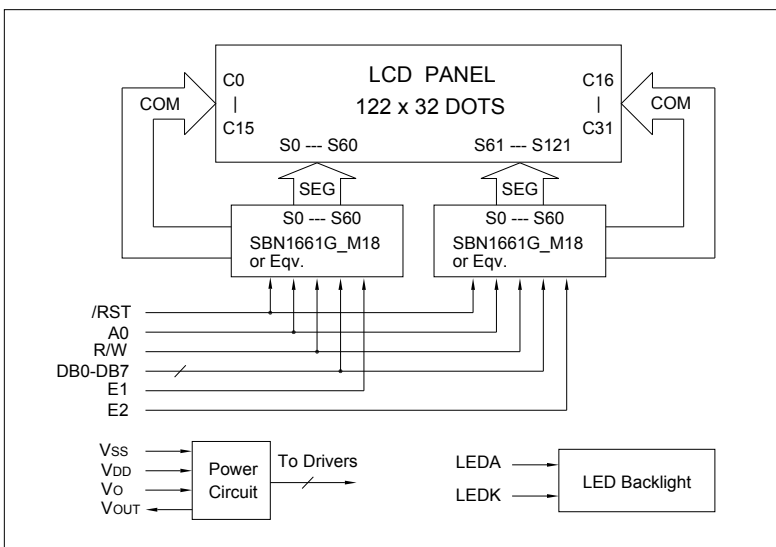 LCD PANEL
122 x 32 DOTS
C0
|
C15
C16
|
C31
COM
COM
S0 --- S60
S61 --- S121
SEG
SEG
S0 --- S60
SBN1661G_M18
or Eqv.
S0 --- S60
SBN1661G_M18
or Eqv.
/RST
A0
R/W
DB0-DB7
E1
E2
VSS
VDD
VO
VOUT
Power
Circuit
To Drivers
LEDA
LEDK
LED Backlight